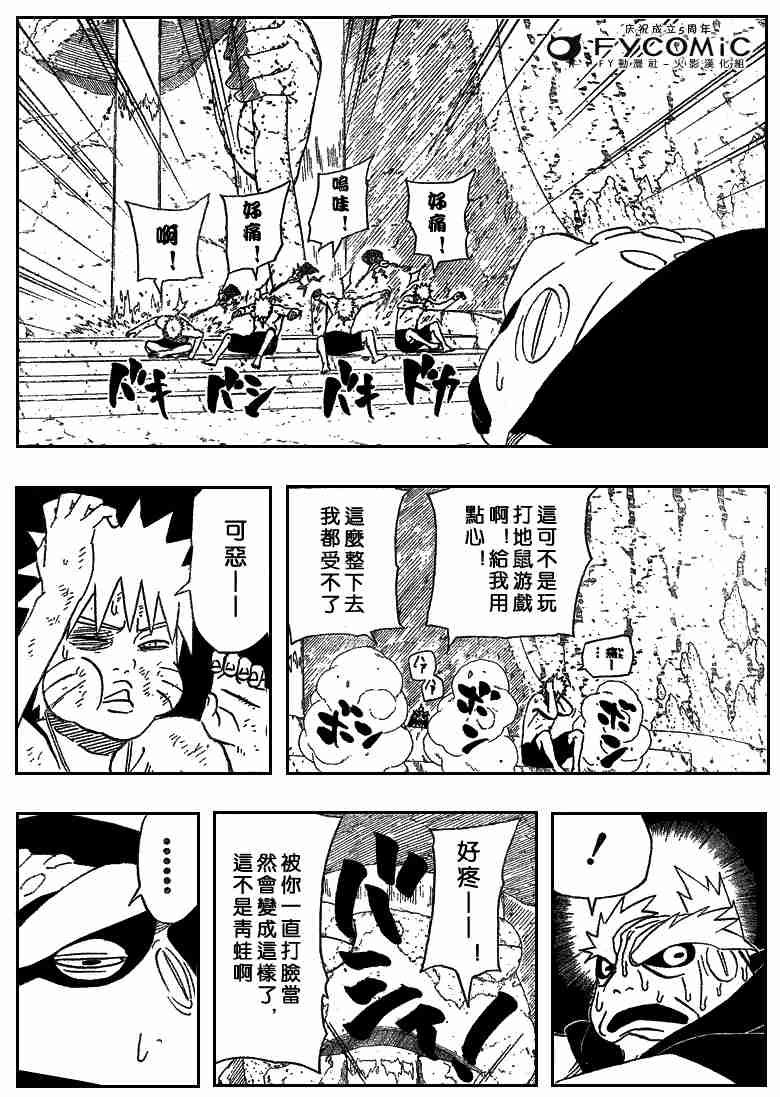 庆祝成立5周年
FYCOMiC
FY動漫社-火影漢化組
好痛!
嗚哇!
好痛!
啊!
ドカ
バキ
バシ
バキ
這可不是玩
打地鼠游戲
啊!給我用
點心!
這麼整下去
我都受不了
ボン
ボン
ボン
可惡——
!
好疼——!
バシィ!
被你一直打臉當
然會變成這樣了,
這不是青蛙啊
……